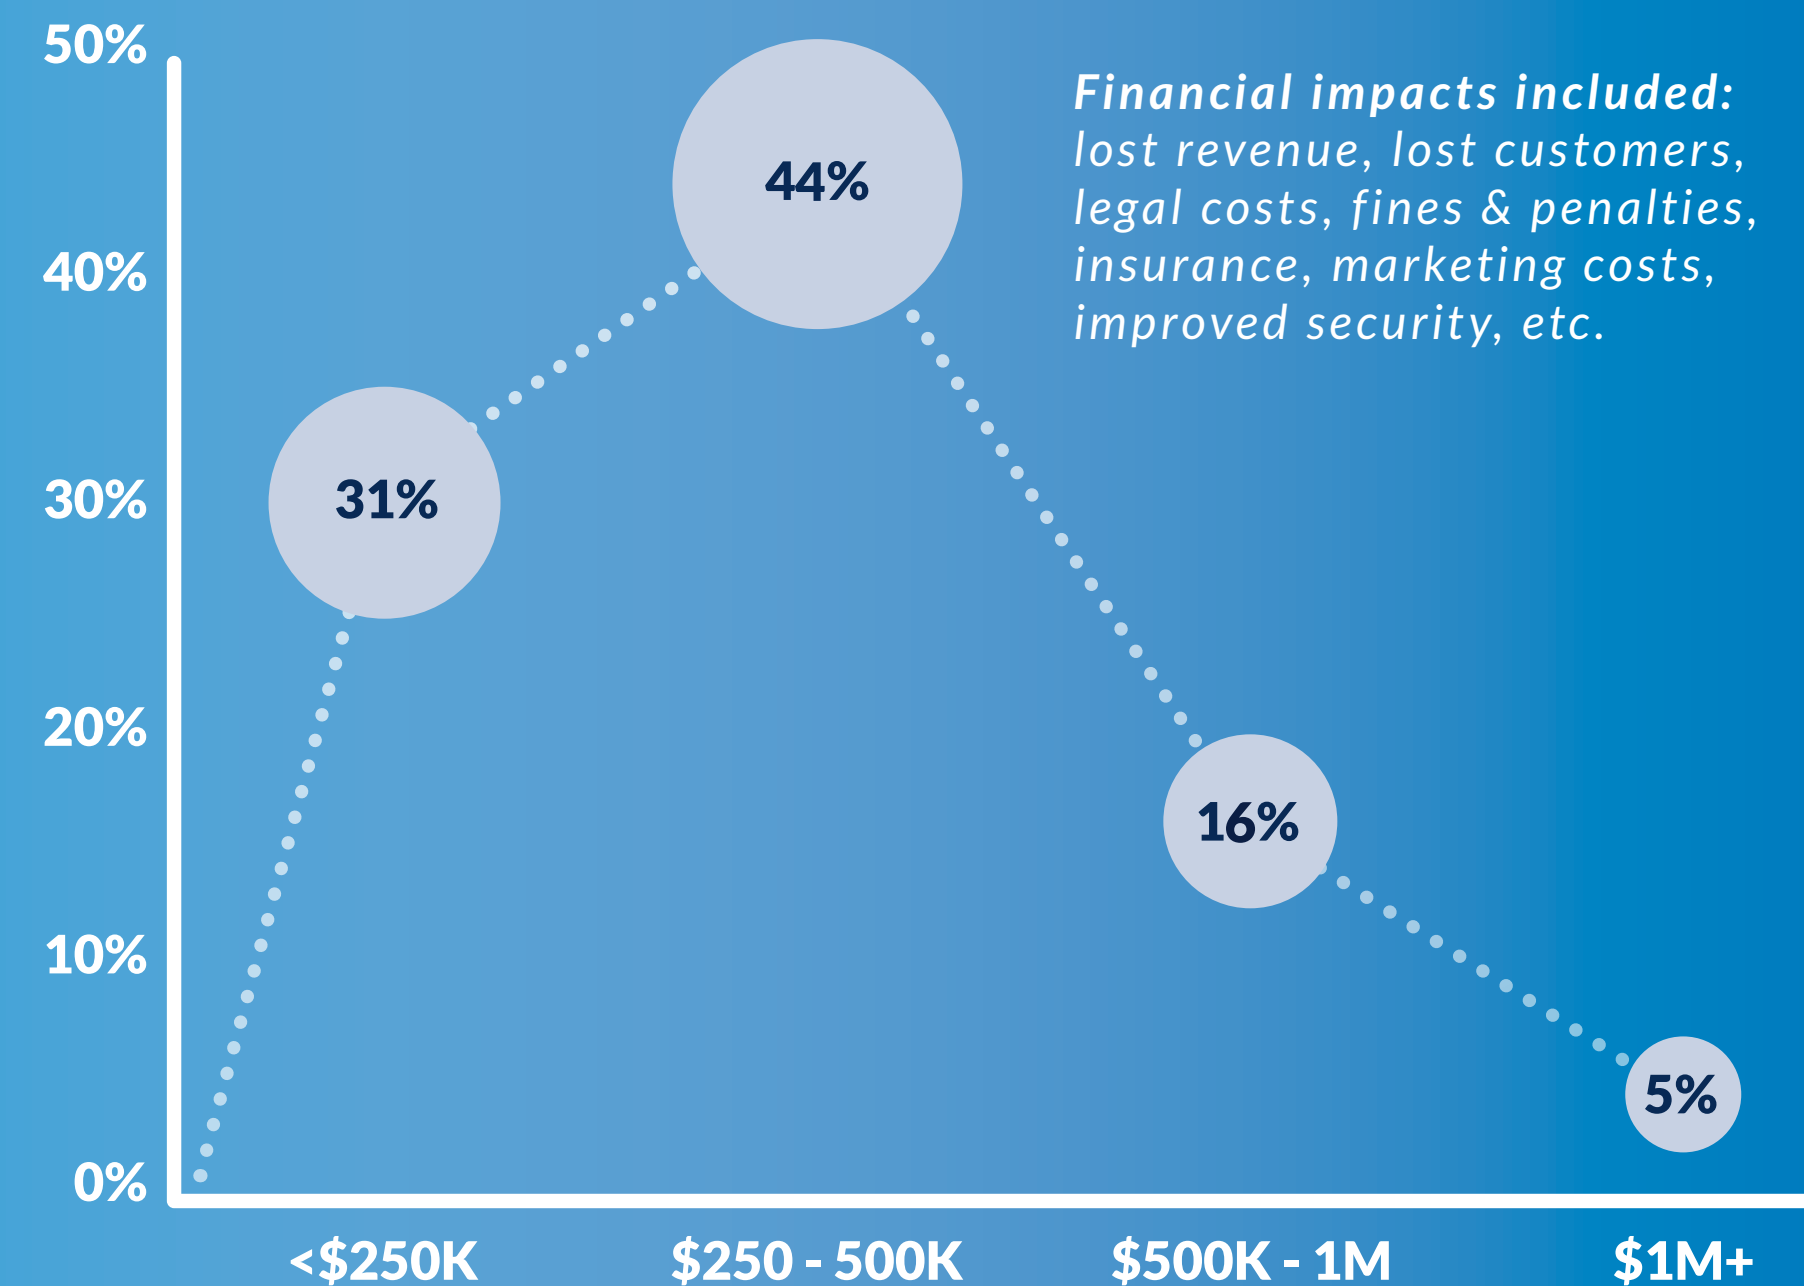 50%
40%
30%
20%
10%
0%
Financial impacts included:
lost revenue, lost customers,
legal costs, fines & penalties,
insurance, marketing costs,
improved security, etc.
31%
44%
16%
5%
<$250K
$250 - 500K
$500K - 1M
$1M+